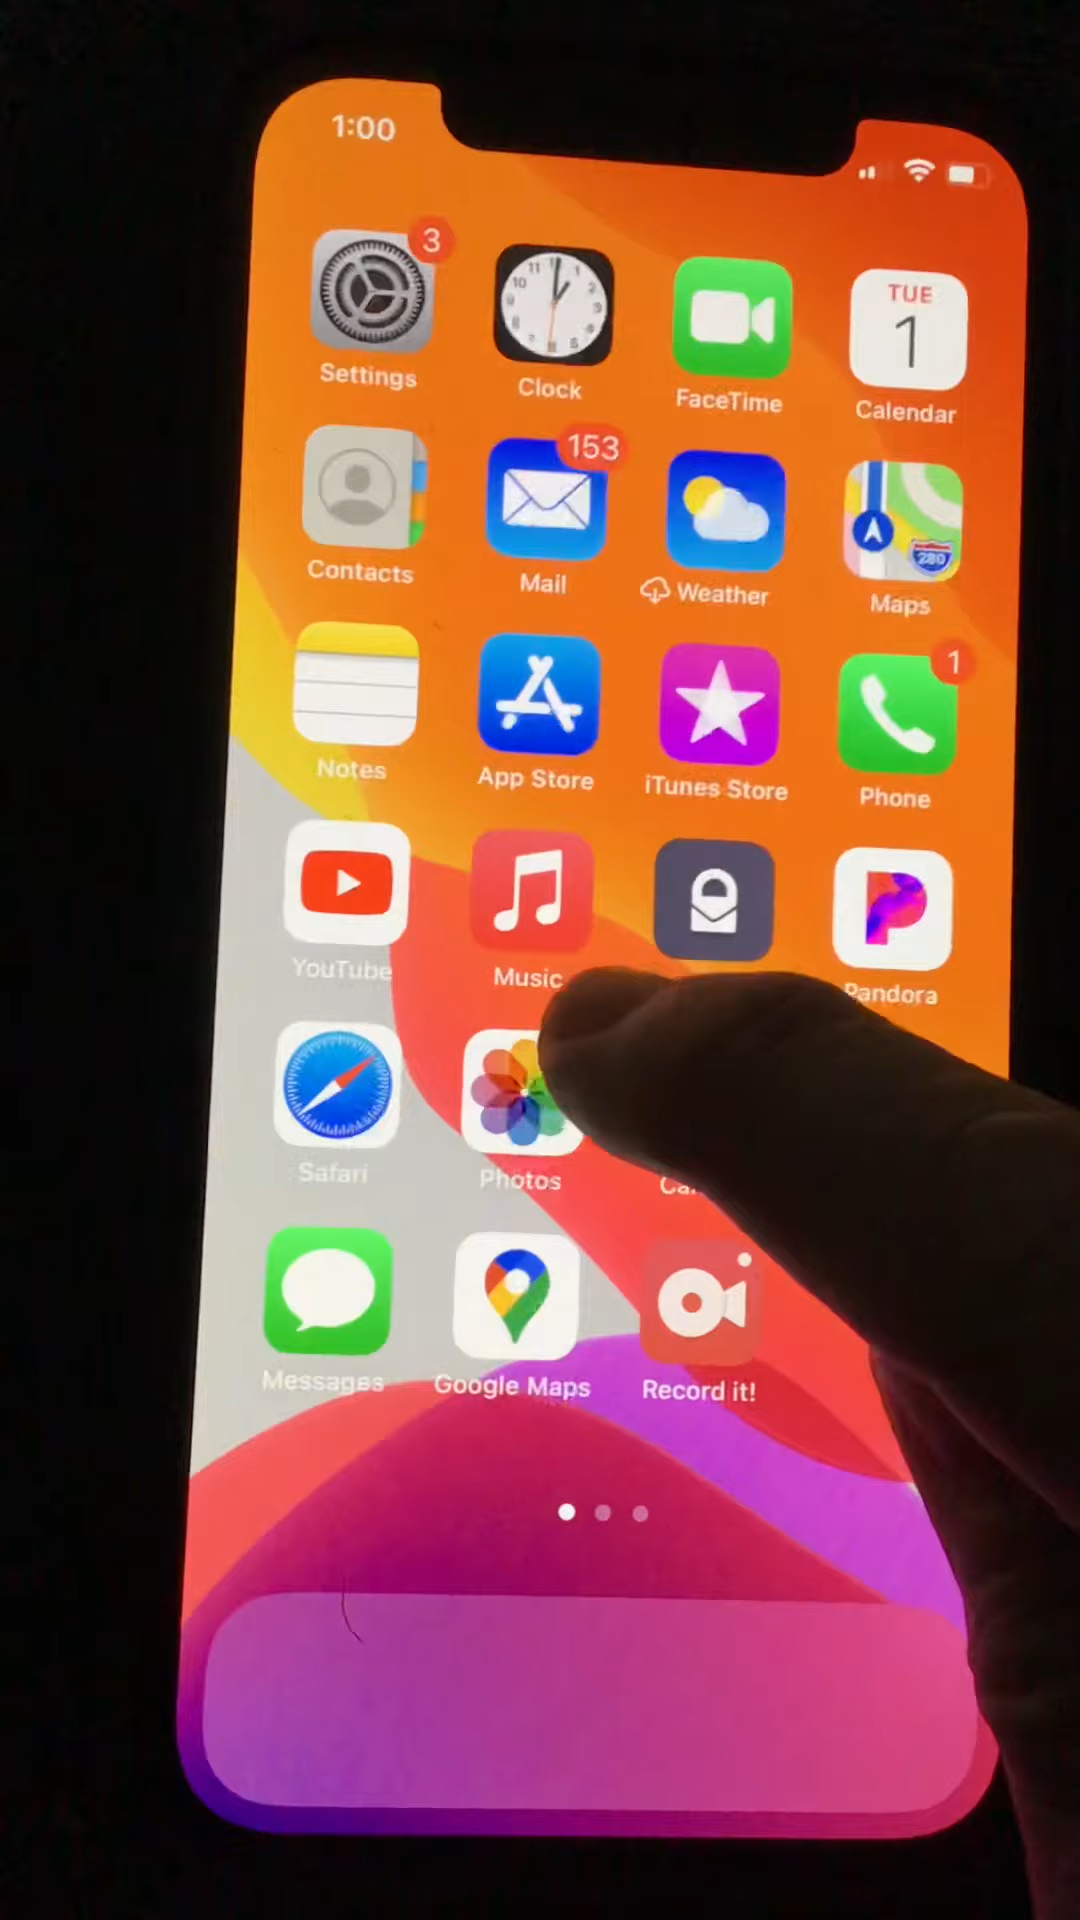 1:00
3
TUE
1
Settings
Clock
FaceTime
Calendar
153
280
Contacts
Mail
Weather
Maps
1
Notes
App Store
iTunes Store
Phone
YouTube
Music
Pandora
Safari
Photos
Messages
Google Maps
Record it!